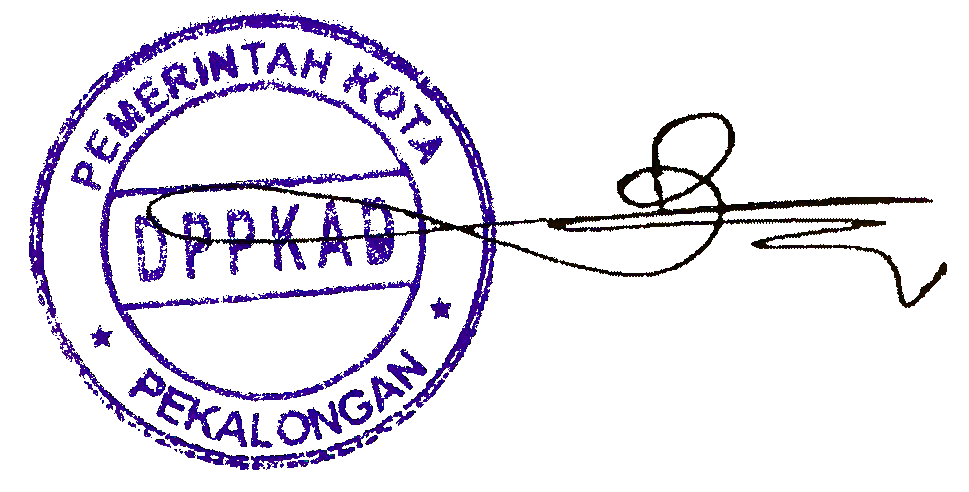 PEMERINTAH KOTA
DPPKAD
PEKALONGAN